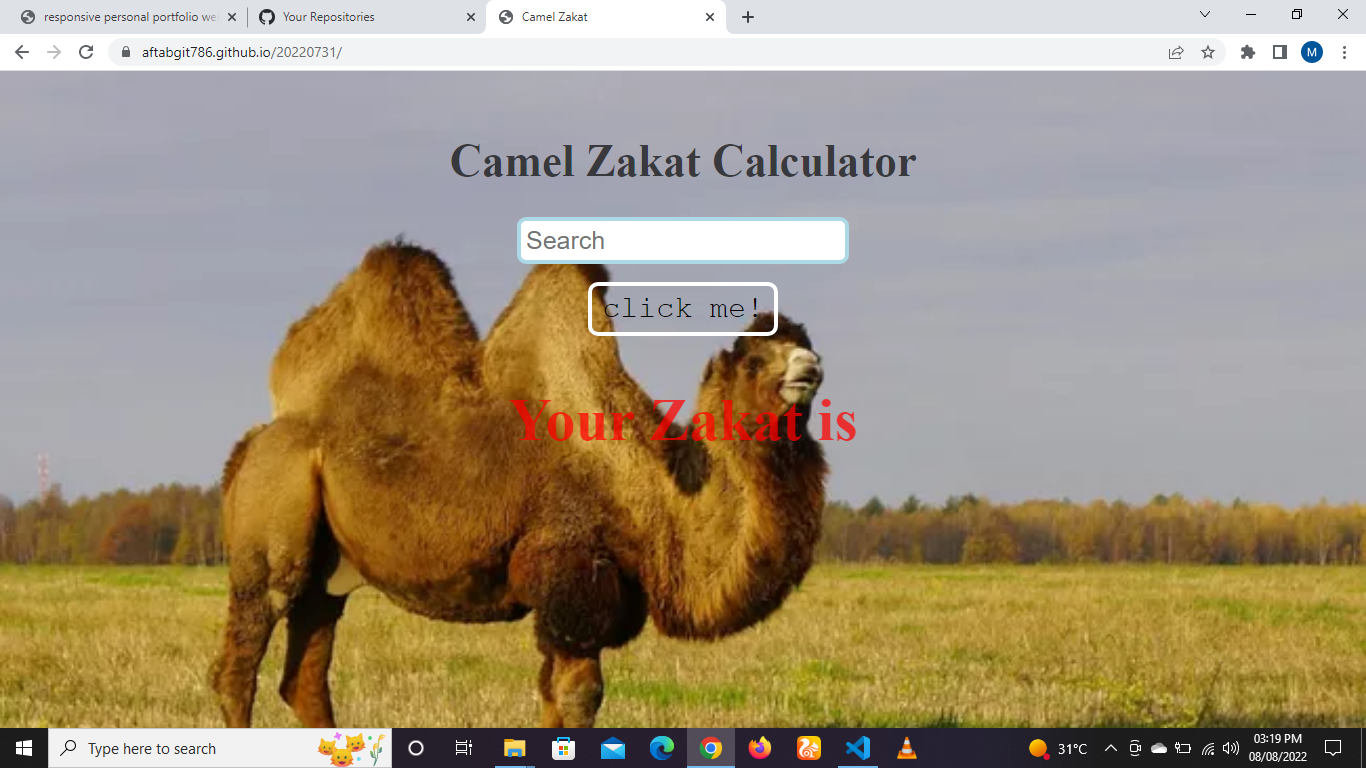 responsive personal portfolio we
Your Repositories
Camel Zakat
aftabgit786.github.io/20220731/
M
Camel Zakat Calculator
Search
click me!
Your Zakat is
Type here to search
31°C
03:19 PM
08/08/2022